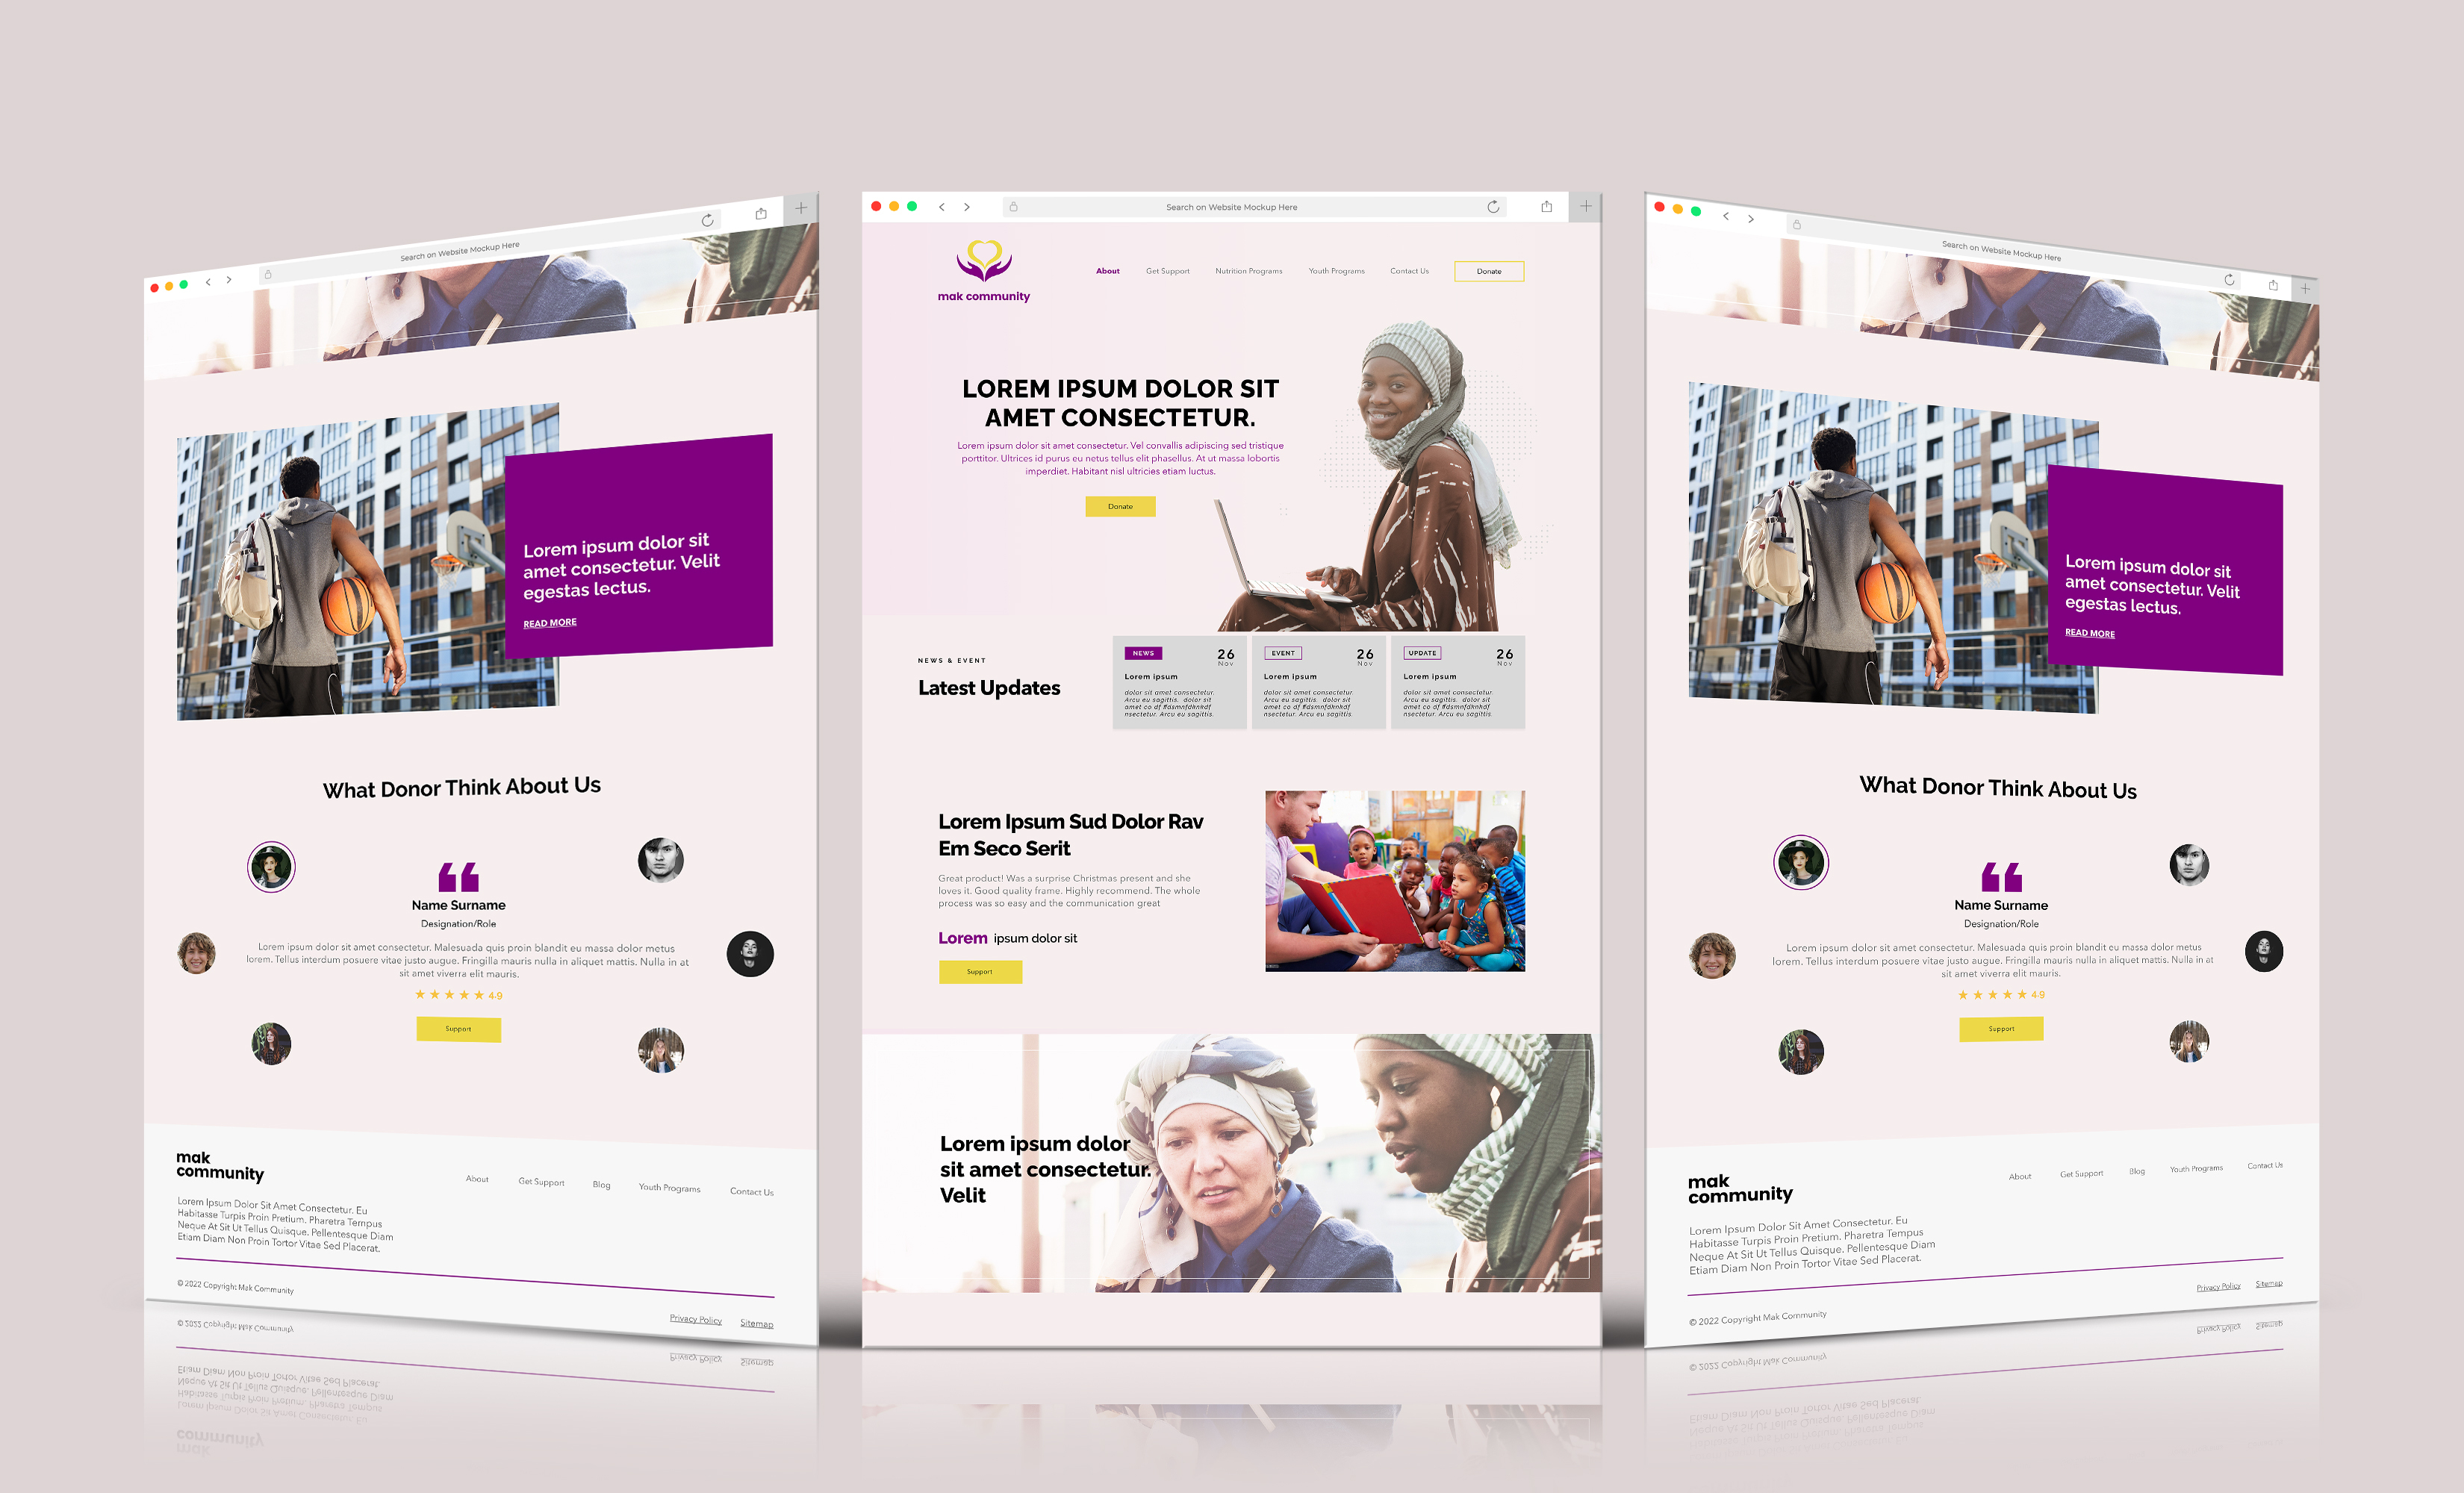 Search on Website Mockup Here
Lorem ipsum dolor sit
amet consectetur. Velit
egestas lectus.
READ MORE
What Donor Think About Us
Name Surname
Designation/Role
Lorem ipsum dolor sit amet consectetur. Malesuada quis proin blandit eu massa dolor metus
lorem. Tellus interdum posuere vitae justo augue. Fringilla mauris nulla in aliquet mattis. Nulla in at
sit amet viverra elit mauris.
4.9
Support
mak
community
About Get Support Blog Youth Programs Contact Us
Lorem Ipsum Dolor Sit Amet Consectetur. Eu
Habitasse Turpis Proin Pretium. Pharetra Tempus
Neque At Sit Ut Tellus Quisque. Pellentesque Diam
Etiam Diam Non Proin Tortor Vitae Sed Placerat.
© 2022 Copyright Mak Community
Privacy Policy Sitemap
Search on Website Mockup Here
mak community
About Get Support Nutrition Programs Youth Programs Contact Us Donate
LOREM IPSUM DOLOR SIT
AMET CONSECTETUR.
Lorem ipsum dolor sit amet consectetur. Vel convallis adipiscing sed tristique
porttitor. Ultrices id purus eu netus tellus elit phasellus. At ut massa lobortis
imperdiet. Habitant nisl ultricies etiam luctus.
Donate
NEWS & EVENT
Latest Updates
NEWS
26
Nov
Lorem ipsum
dolor sit amet consectetur.
Arcu eu sagittis. dolor sit
amet co df ffdsmnfdknkdf
nsectetur. Arcu eu sagittis.
EVENT
26
Nov
Lorem ipsum
dolor sit amet consectetur.
Arcu eu sagittis. dolor sit
amet co df ffdsmnfdknkdf
nsectetur. Arcu eu sagittis
UPDATE
26
Nov
Lorem ipsum
dolor sit amet consectetur.
Arcu eu sagittis. dolor sit
amet co df ffdsmnfdknkdf
nsectetur. Arcu eu sagittis.
Lorem Ipsum Sud Dolor Rav
Em Seco Serit
Great product! Was a surprise Christmas present and she
loves it. Good quality frame. Highly recommend. The whole
process was so easy and the communication great
Lorem ipsum dolor sit
Support
Lorem ipsum dolor
sit amet consectetur.
Velit
Search on Website Mockup Here
Lorem ipsum dolor sit
amet consectetur. Velit
egestas lectus.
READ MORE
What Donor Think About Us
Name Surname
Designation/Role
Lorem ipsum dolor sit amet consectetur. Malesuada quis proin blandit eu massa dolor metus
lorem. Tellus interdum posuere vitae justo augue. Fringilla mauris nulla in aliquet mattis. Nulla in at
sit amet viverra elit mauris.
4.9
Support
mak
community
About Get Support Blog Youth Programs Contact Us
Lorem Ipsum Dolor Sit Amet Consectetur. Eu
Habitasse Turpis Proin Pretium. Pharetra Tempus
Neque At Sit Ut Tellus Quisque. Pellentesque Diam
Etiam Diam Non Proin Tortor Vitae Sed Placerat.
© 2022 Copyright Mak Community
Privacy Policy Sitemap